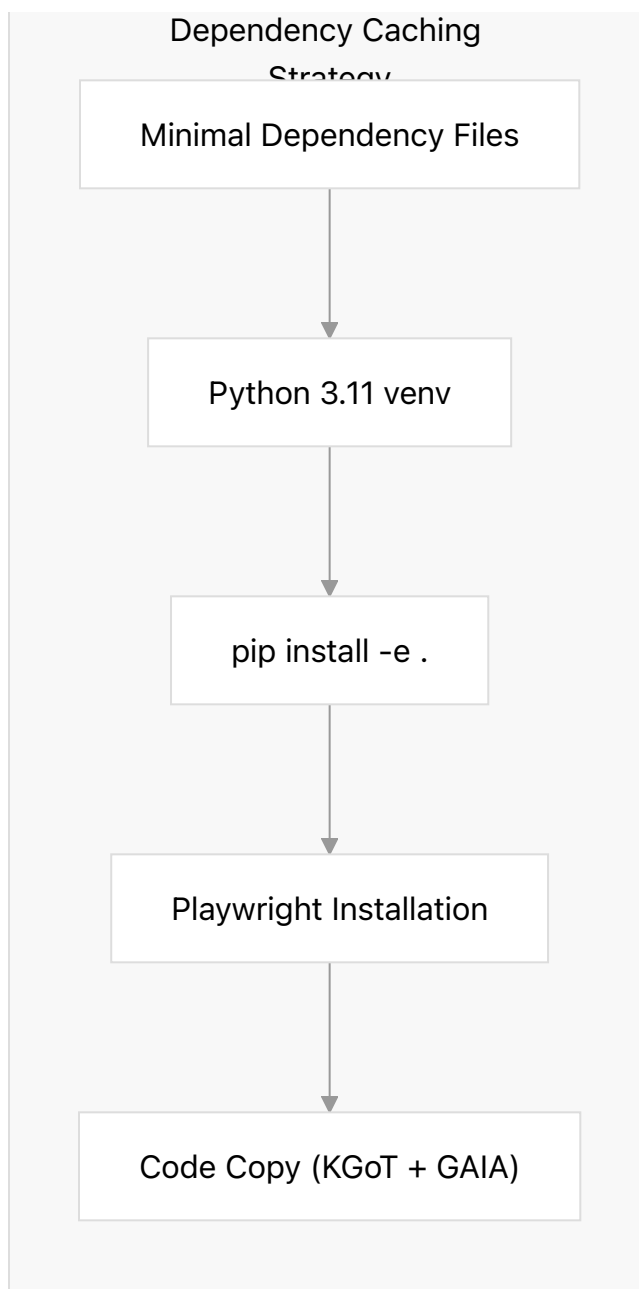 Dependency Caching
Strategy
Minimal Dependency Files
Python 3.11 venv
pip install -e .
Playwright Installation
Code Copy (KGoT + GAIA)